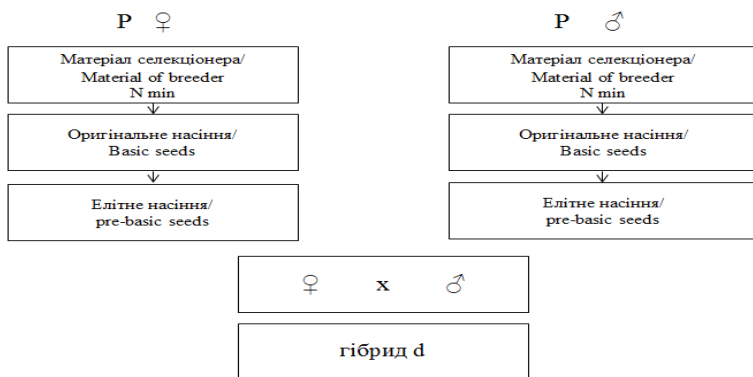 P ♀
Матеріал селекціонера/
Material of breeder
N min
Оригінальне насіння/
Basic seeds
Елітне насіння/
pre-basic seeds
P ♂
Матеріал селекціонера/
Material of breeder
N min
Оригінальне насіння/
Basic seeds
Елітне насіння/
pre-basic seeds
♀ x ♂
гібрид d